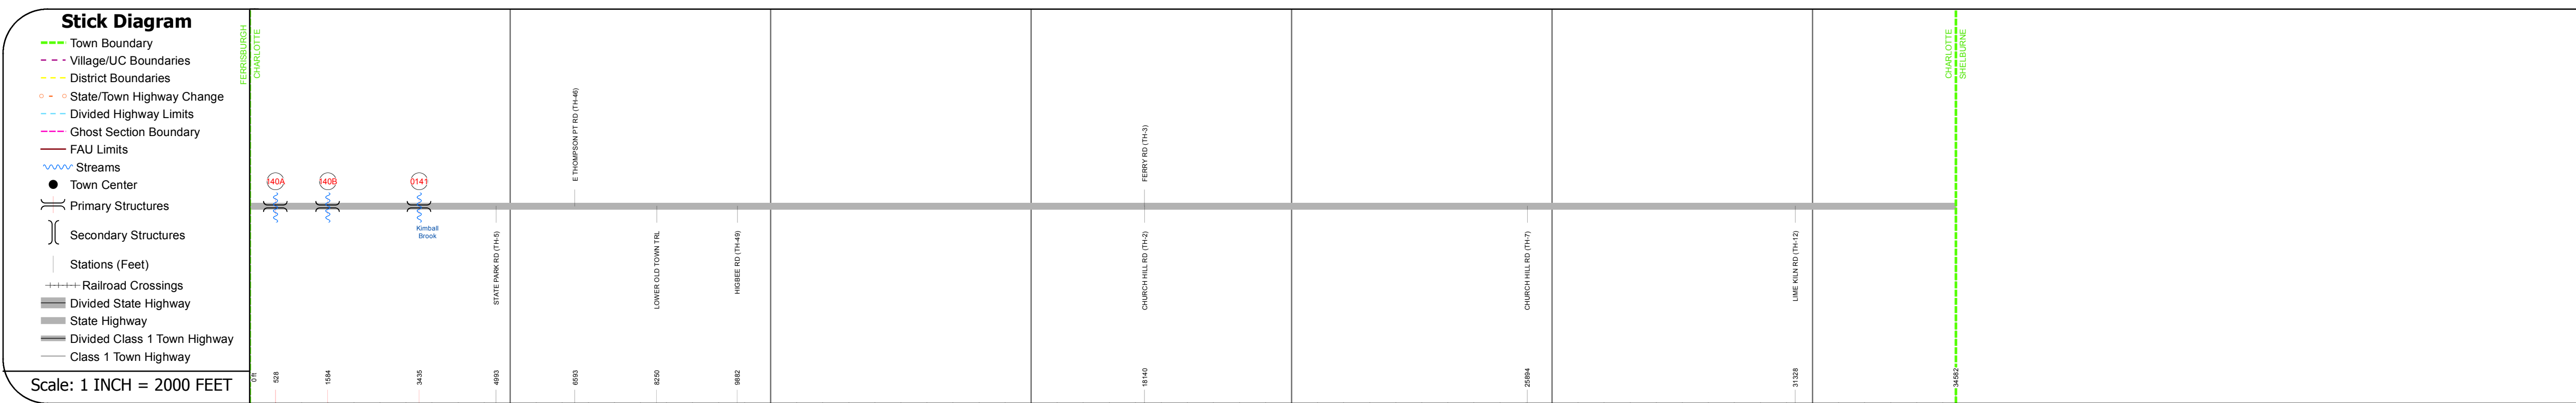 Stick Diagram
Town Boundary
Village/UC Boundaries
District Boundaries
State/Town Highway Change
Divided Highway Limits
Ghost Section Boundary
FAU Limits
Streams
Town Center
Primary Structures
Secondary Structures
Stations (Feet)
Railroad Crossings
Divided State Highway
State Highway
Divided Class 1 Town Highway
Class 1 Town Highway
Scale: 1 INCH = 2000 FEET
FERRISBURGH
CHARLOTTE
140A
140B
0141
Kimball
Brook
STATE PARK RD (TH-5)
E THOMPSON PT RD (TH-46)
LOWER OLD TOWN TRL
HIGBEE RD (TH-49)
FERRY RD (TH-3)
CHURCH HILL RD (TH-2)
CHURCH HILL RD (TH-7)
LIME KILN RD (TH-12)
CHARLOTTE
SHELBURNE
0 ft
528
1584
3435
4993
6593
8250
9882
18140
25894
31328
34582